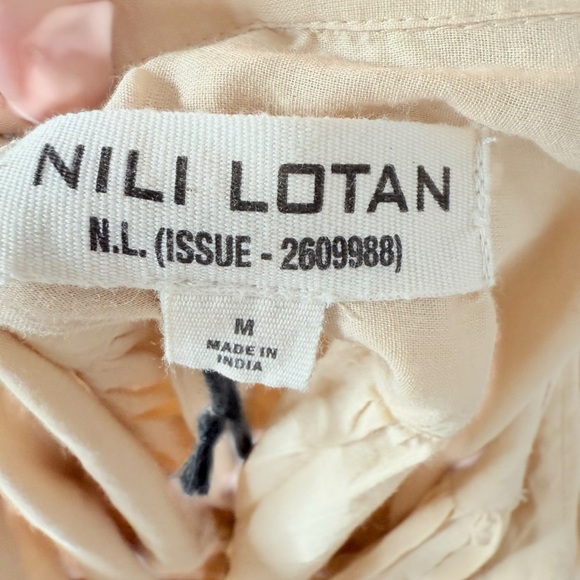 NILI LOTAN
N.L. (ISSUE - 2609988)
M
MADE IN
INDIA